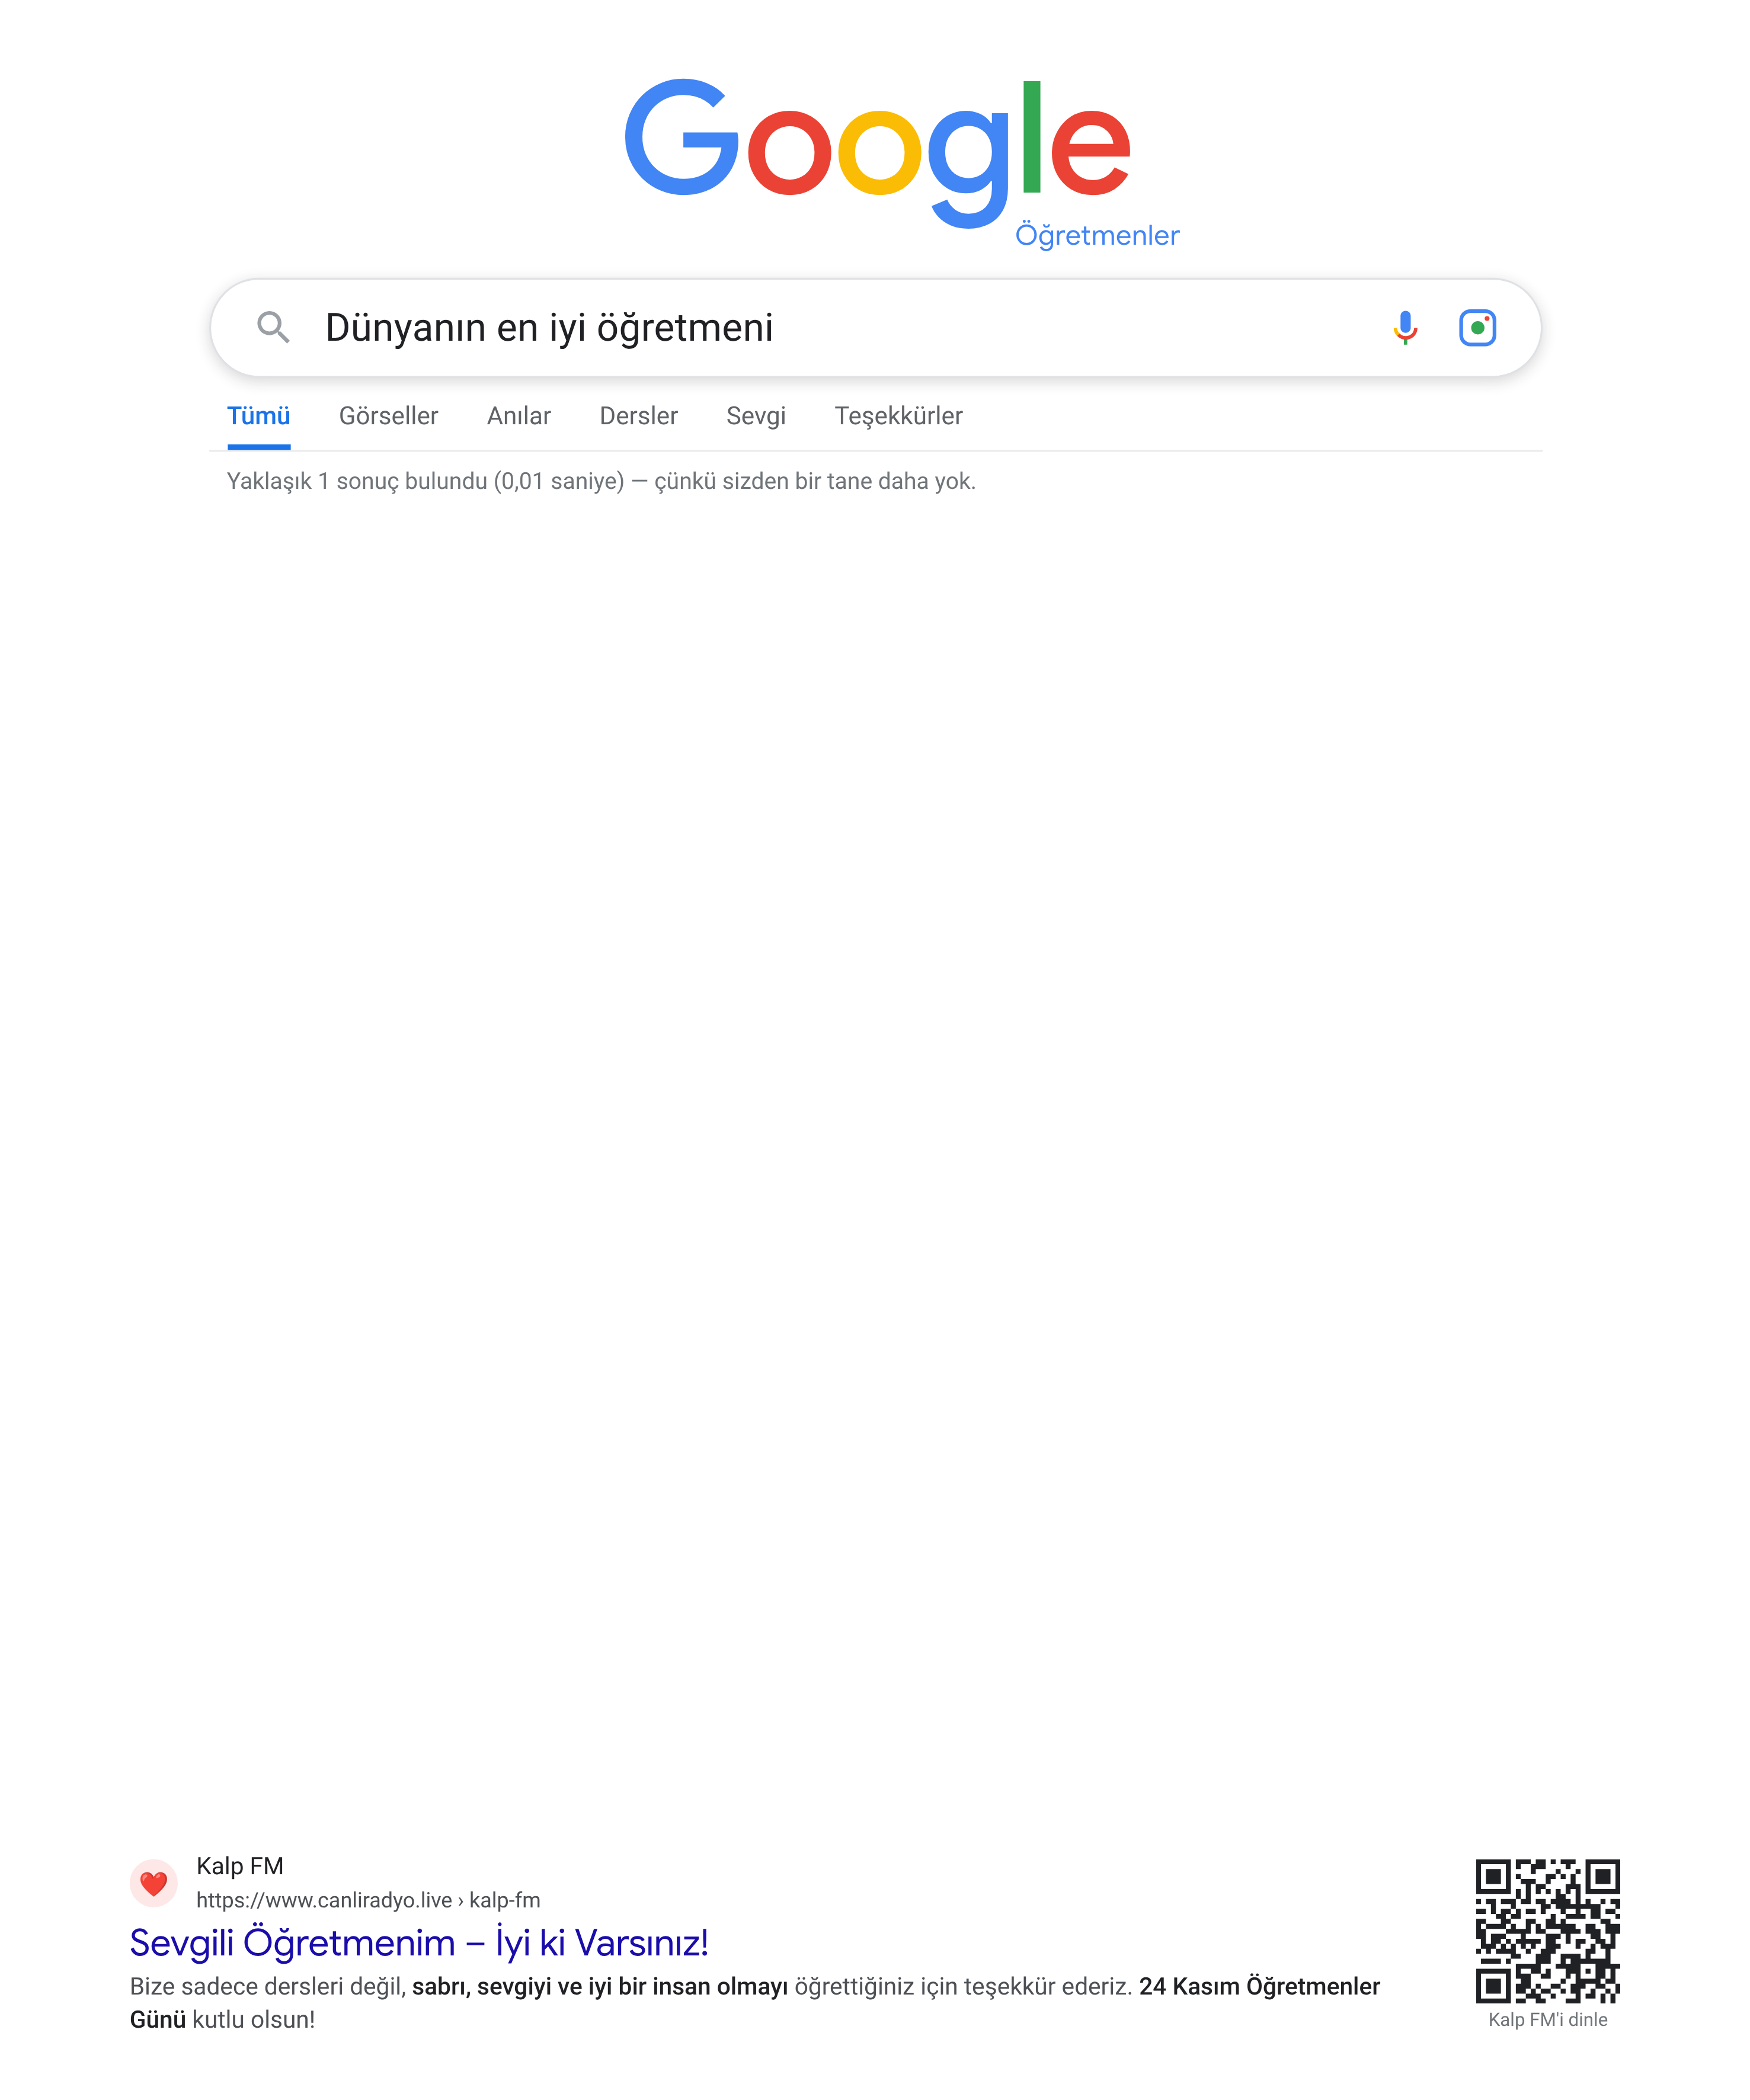 Google
Öğretmenler
Dünyanın en iyi öğretmeni
Tümü Görseller Anılar Dersler Sevgi Teşekkürler
Yaklaşık 1 sonuç bulundu (0,01 saniye) — çünkü sizden bir tane daha yok.
Kalp FM
https://www.canliradyo.live › kalp-fm
Sevgili Öğretmenim – İyi ki Varsınız!
Bize sadece dersleri değil, sabrı, sevgiyi ve iyi bir insan olmayı öğrettiğiniz için teşekkür ederiz. 24 Kasım Öğretmenler
Günü kutlu olsun!
Kalp FM'i dinle